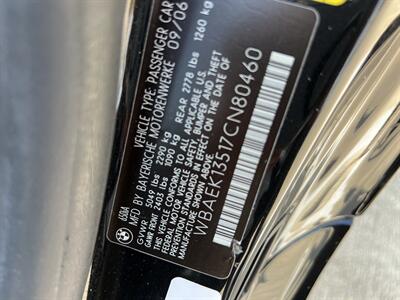 USVIA
VEHICLE TYPE: PASSENGER CAR
MFD BY BAYERISCHE MOTORENWERKE 09/06
GVWR 5049 lbs 2290 kg
GAWR FRONT 2403 lbs 1090 kg REAR 2778 lbs 1260 kg
THIS VEHICLE CONFORMS TO ALL APPLICABLE U.S.
FEDERAL MOTOR VEHICLE SAFETY, BUMPER AND THEFT
PREVENTION STANDARDS IN EFFECT ON THE DATE OF
MANUFACTURE SHOWN ABOVE.
WBAEK13517CN80460